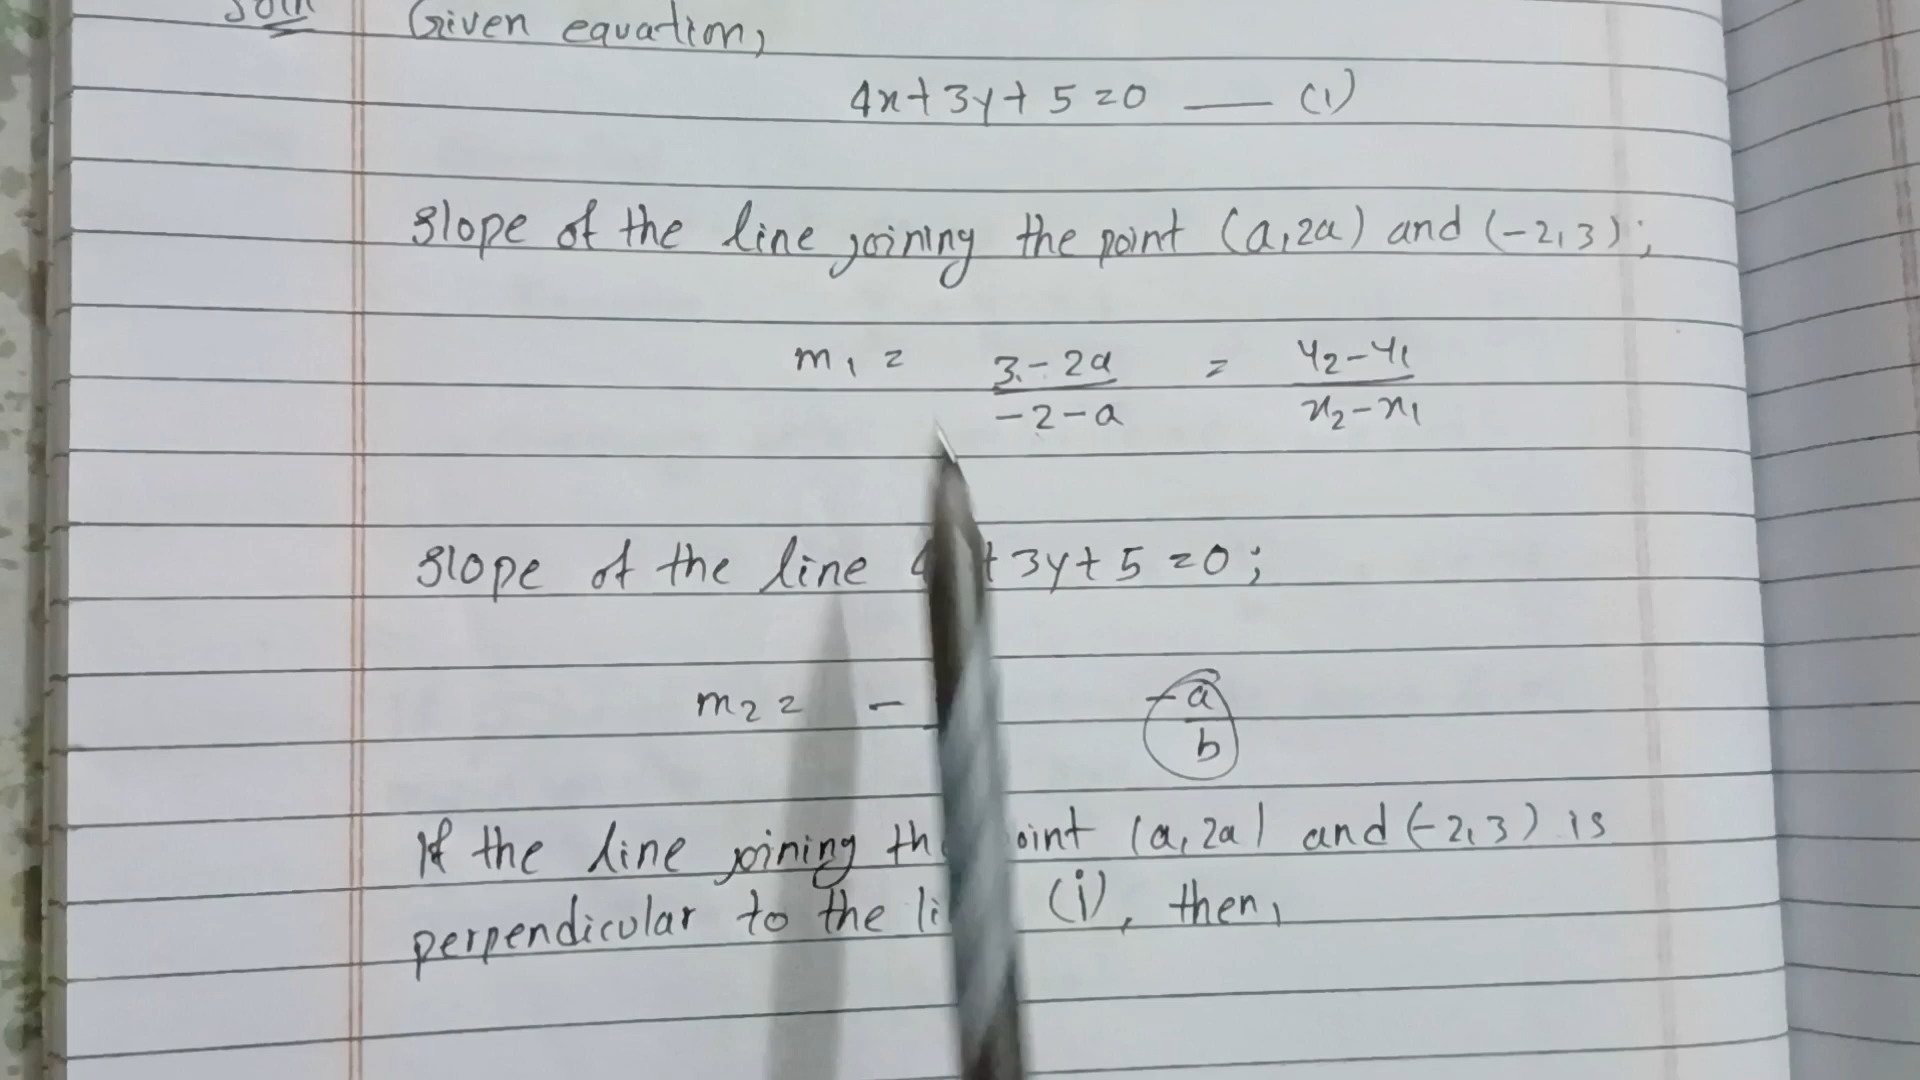 Soln Given equation,
4x+3y+5=0 — (1)
slope of the line joining the point (a,2a) and (-2,3);
m1 = 3-2a / -2-a = y2-y1 / x2-x1
slope of the line + 3y+5=0;
m2 = - -a/b
If the line joining oint (a,2a) and (-2,3) is
perpendicular to the (i), then,